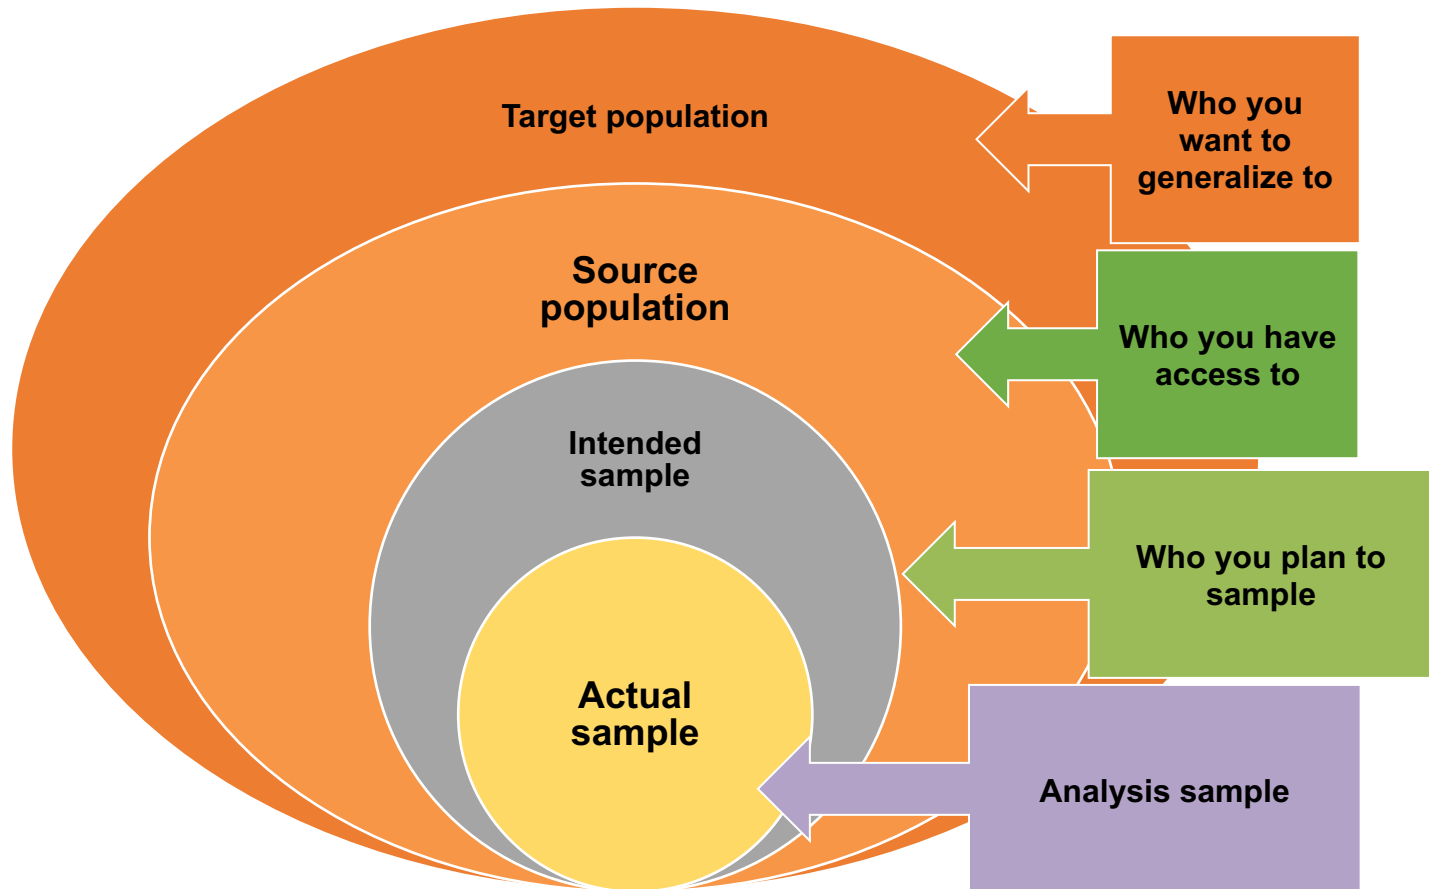 Target population
Who you
want to
generalize to
Source
population
Who you have
access to
Intended
sample
Who you plan to
sample
Actual
sample
Analysis sample